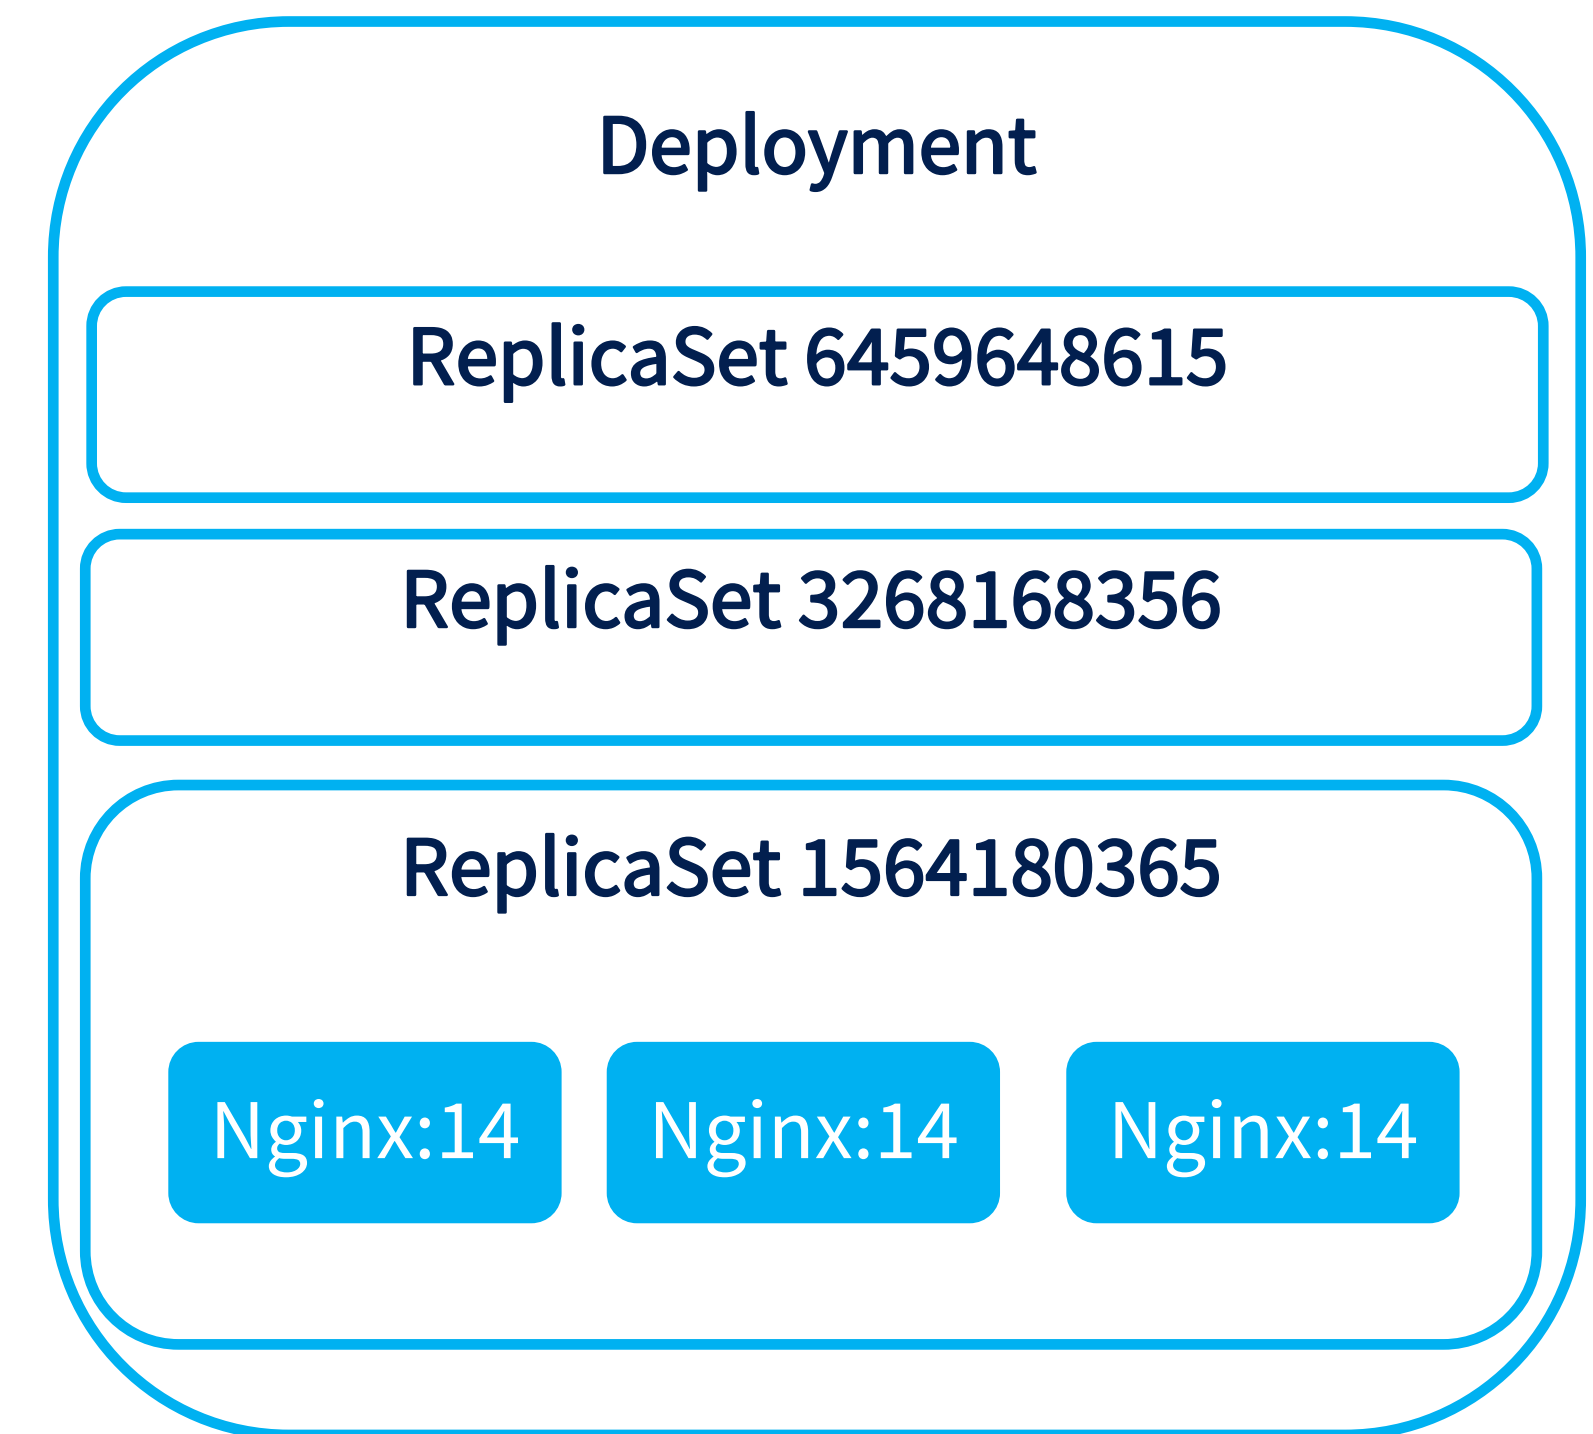 Deployment
ReplicaSet 6459648615
ReplicaSet 3268168356
ReplicaSet 1564180365
Nginx:14 Nginx:14 Nginx:14